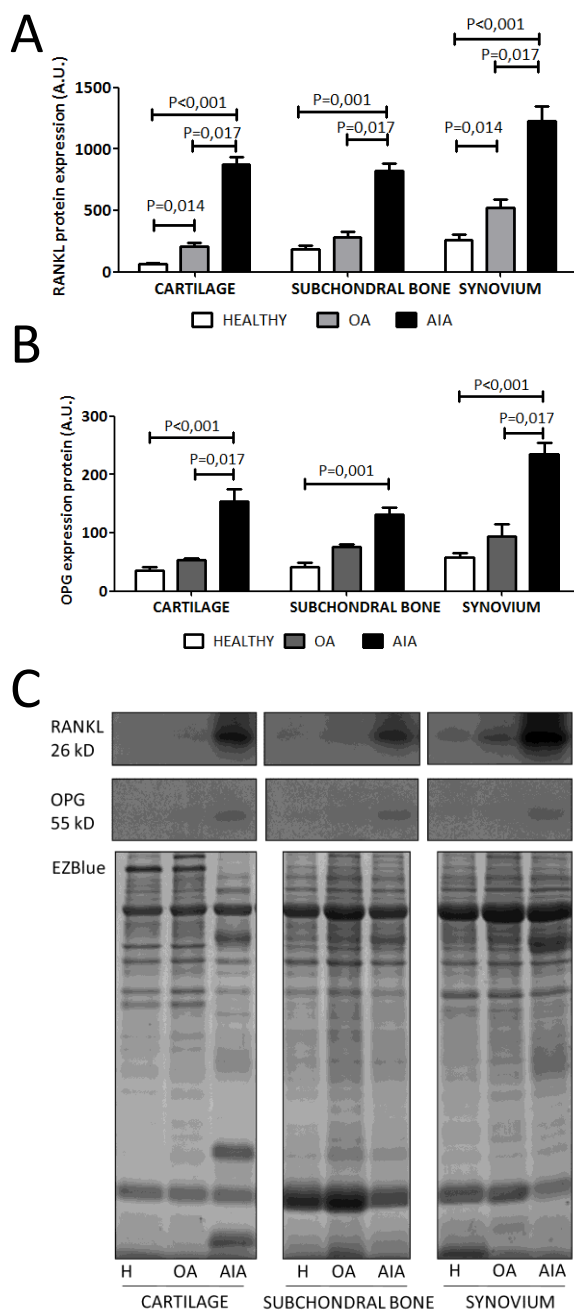 A
P<0,001
P=0,017
P<0,001
P=0,001
P=0,017
P=0,017
P=0,014
P=0,014
RANKL protein expression (A.U.)
1500
1000
500
0
CARTILAGE SUBCHONDRAL BONE SYNOVIUM
HEALTHY OA AIA
B
P<0,001
P<0,001
P=0,017
P=0,017
P=0,001
OPG expression protein (A.U.)
300
200
100
0
CARTILAGE SUBCHONDRAL BONE SYNOVIUM
HEALTHY OA AIA
C
RANKL
26 kD
OPG
55 kD
EZBlue
H OA AIA H OA AIA H OA AIA
CARTILAGE SUBCHONDRAL BONE SYNOVIUM